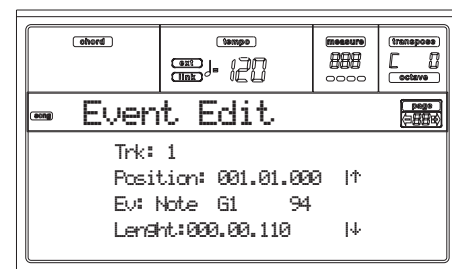 chord tempo measure transpose
ext
link ♩= 120 888 C 0
octave
song Event Edit page
88
Trk: 1
Position: 001.01.000 |↑
Ev: Note G1 94
Lenght:000.00.110 |↓